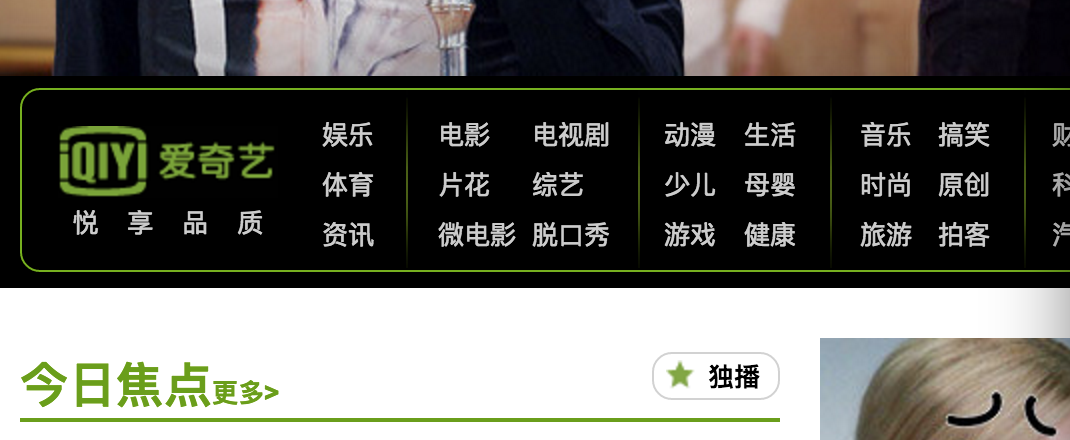 iQIYI 爱奇艺
悦享品质
娱乐 电影 电视剧 动漫 生活 音乐 搞笑
体育 片花 综艺 少儿 母婴 时尚 原创
资讯 微电影 脱口秀 游戏 健康 旅游 拍客
今日焦点更多>
独播